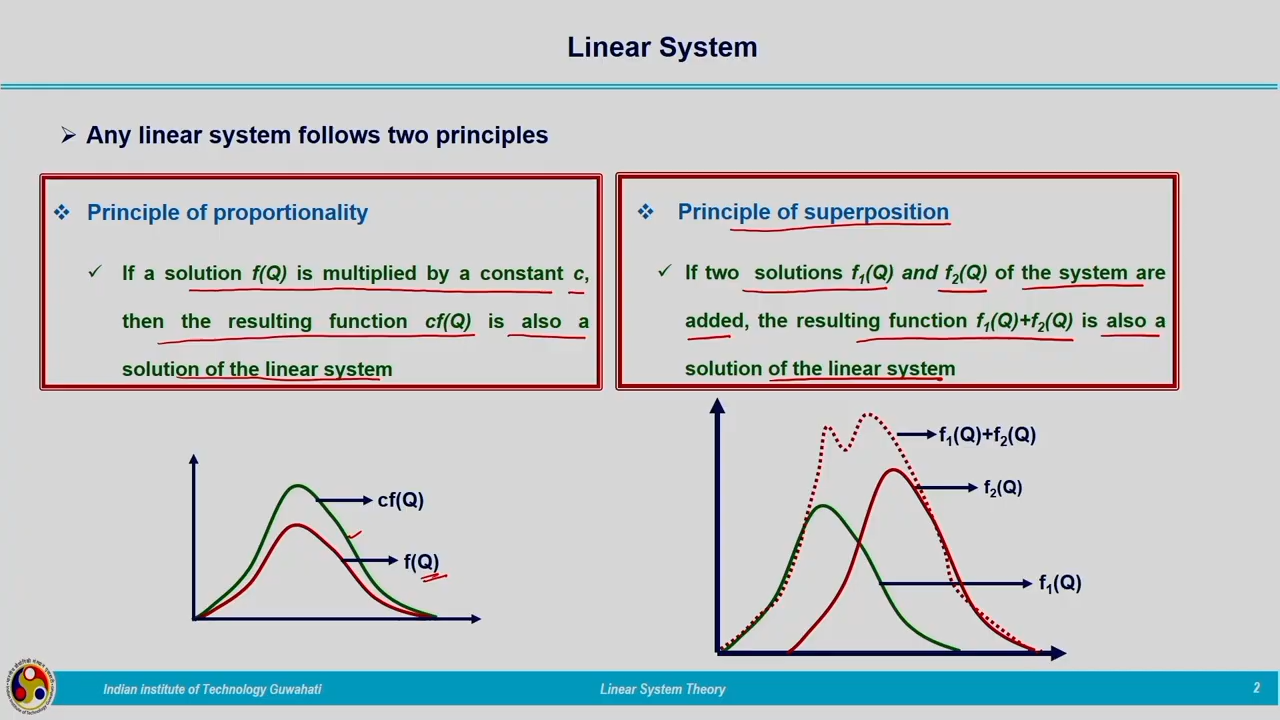 Linear System
Any linear system follows two principles
Principle of proportionality
If a solution f(Q) is multiplied by a constant c,
then the resulting function cf(Q) is also a
solution of the linear system
Principle of superposition
If two solutions f₁(Q) and f₂(Q) of the system are
added, the resulting function f₁(Q)+f₂(Q) is also a
solution of the linear system
cf(Q)
f(Q)
f₁(Q)+f₂(Q)
f₂(Q)
f₁(Q)
Indian institute of Technology Guwahati
Linear System Theory
2